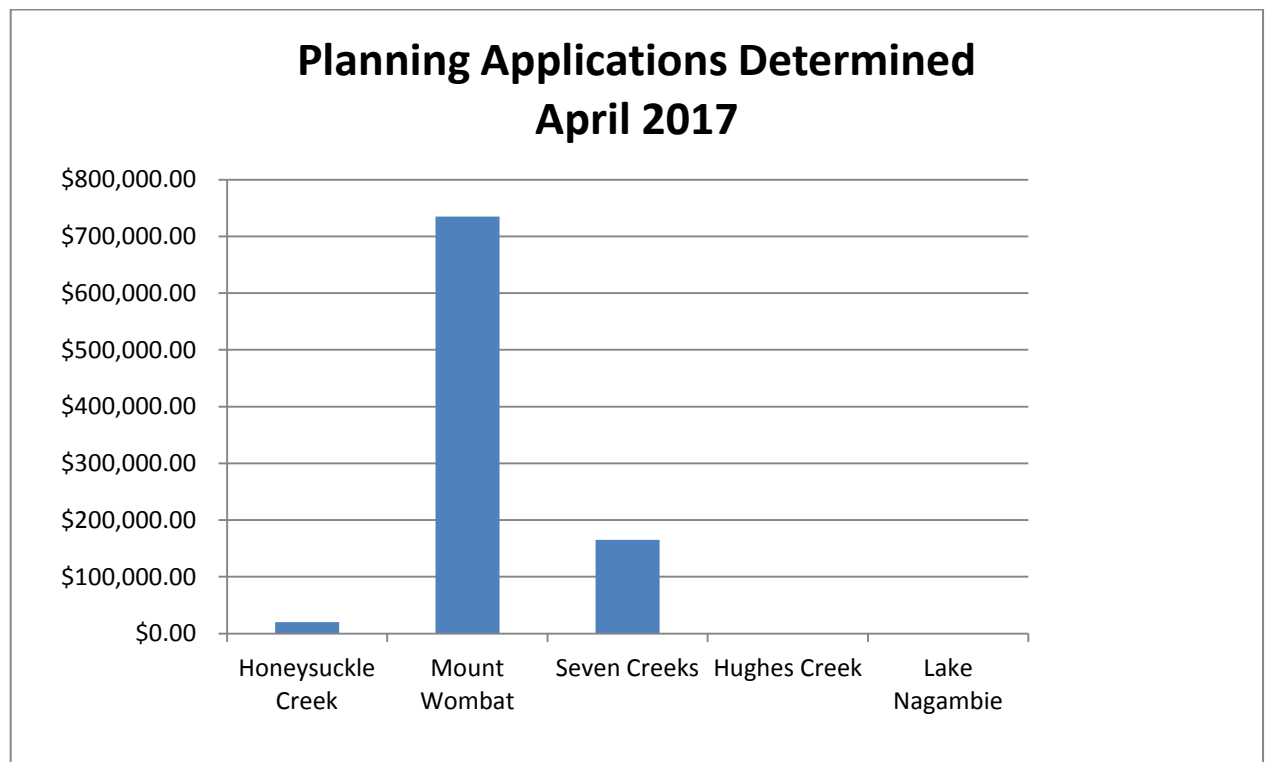 Planning Applications Determined
April 2017
$800,000.00
$700,000.00
$600,000.00
$500,000.00
$400,000.00
$300,000.00
$200,000.00
$100,000.00
$0.00
Honeysuckle Creek
Mount Wombat
Seven Creeks
Hughes Creek
Lake Nagambie